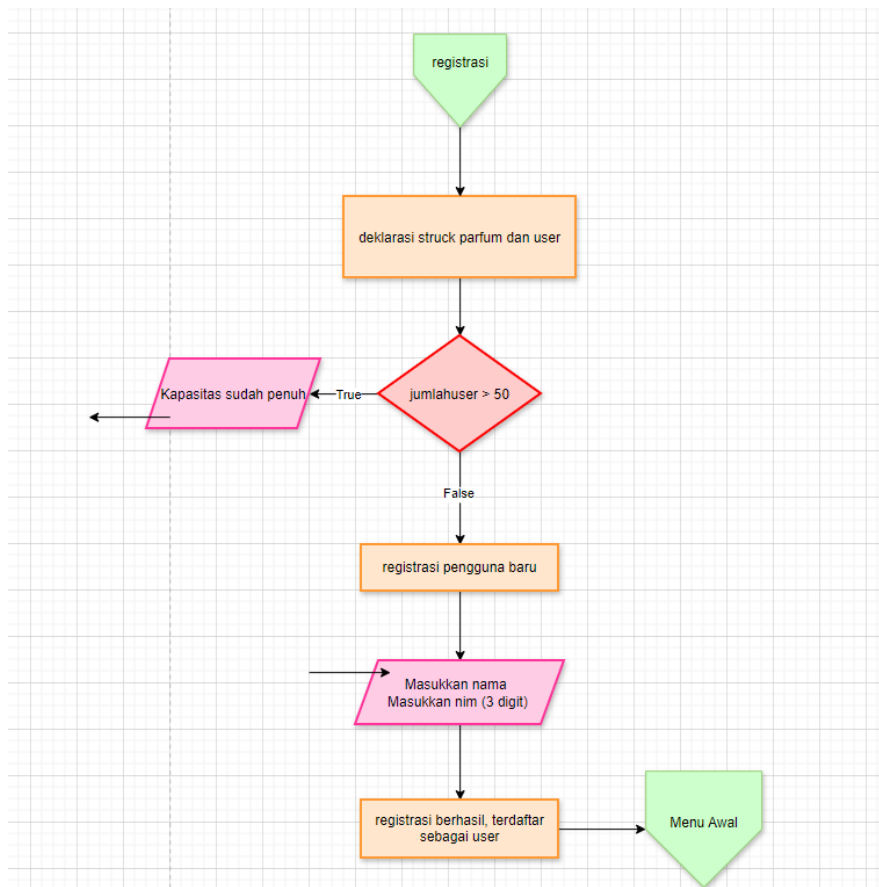 registrasi
deklarasi struck parfum dan user
jumlahuser > 50
True
Kapasitas sudah penuh
False
registrasi pengguna baru
Masukkan nama
Masukkan nim (3 digit)
registrasi berhasil, terdaftar
sebagai user
Menu Awal